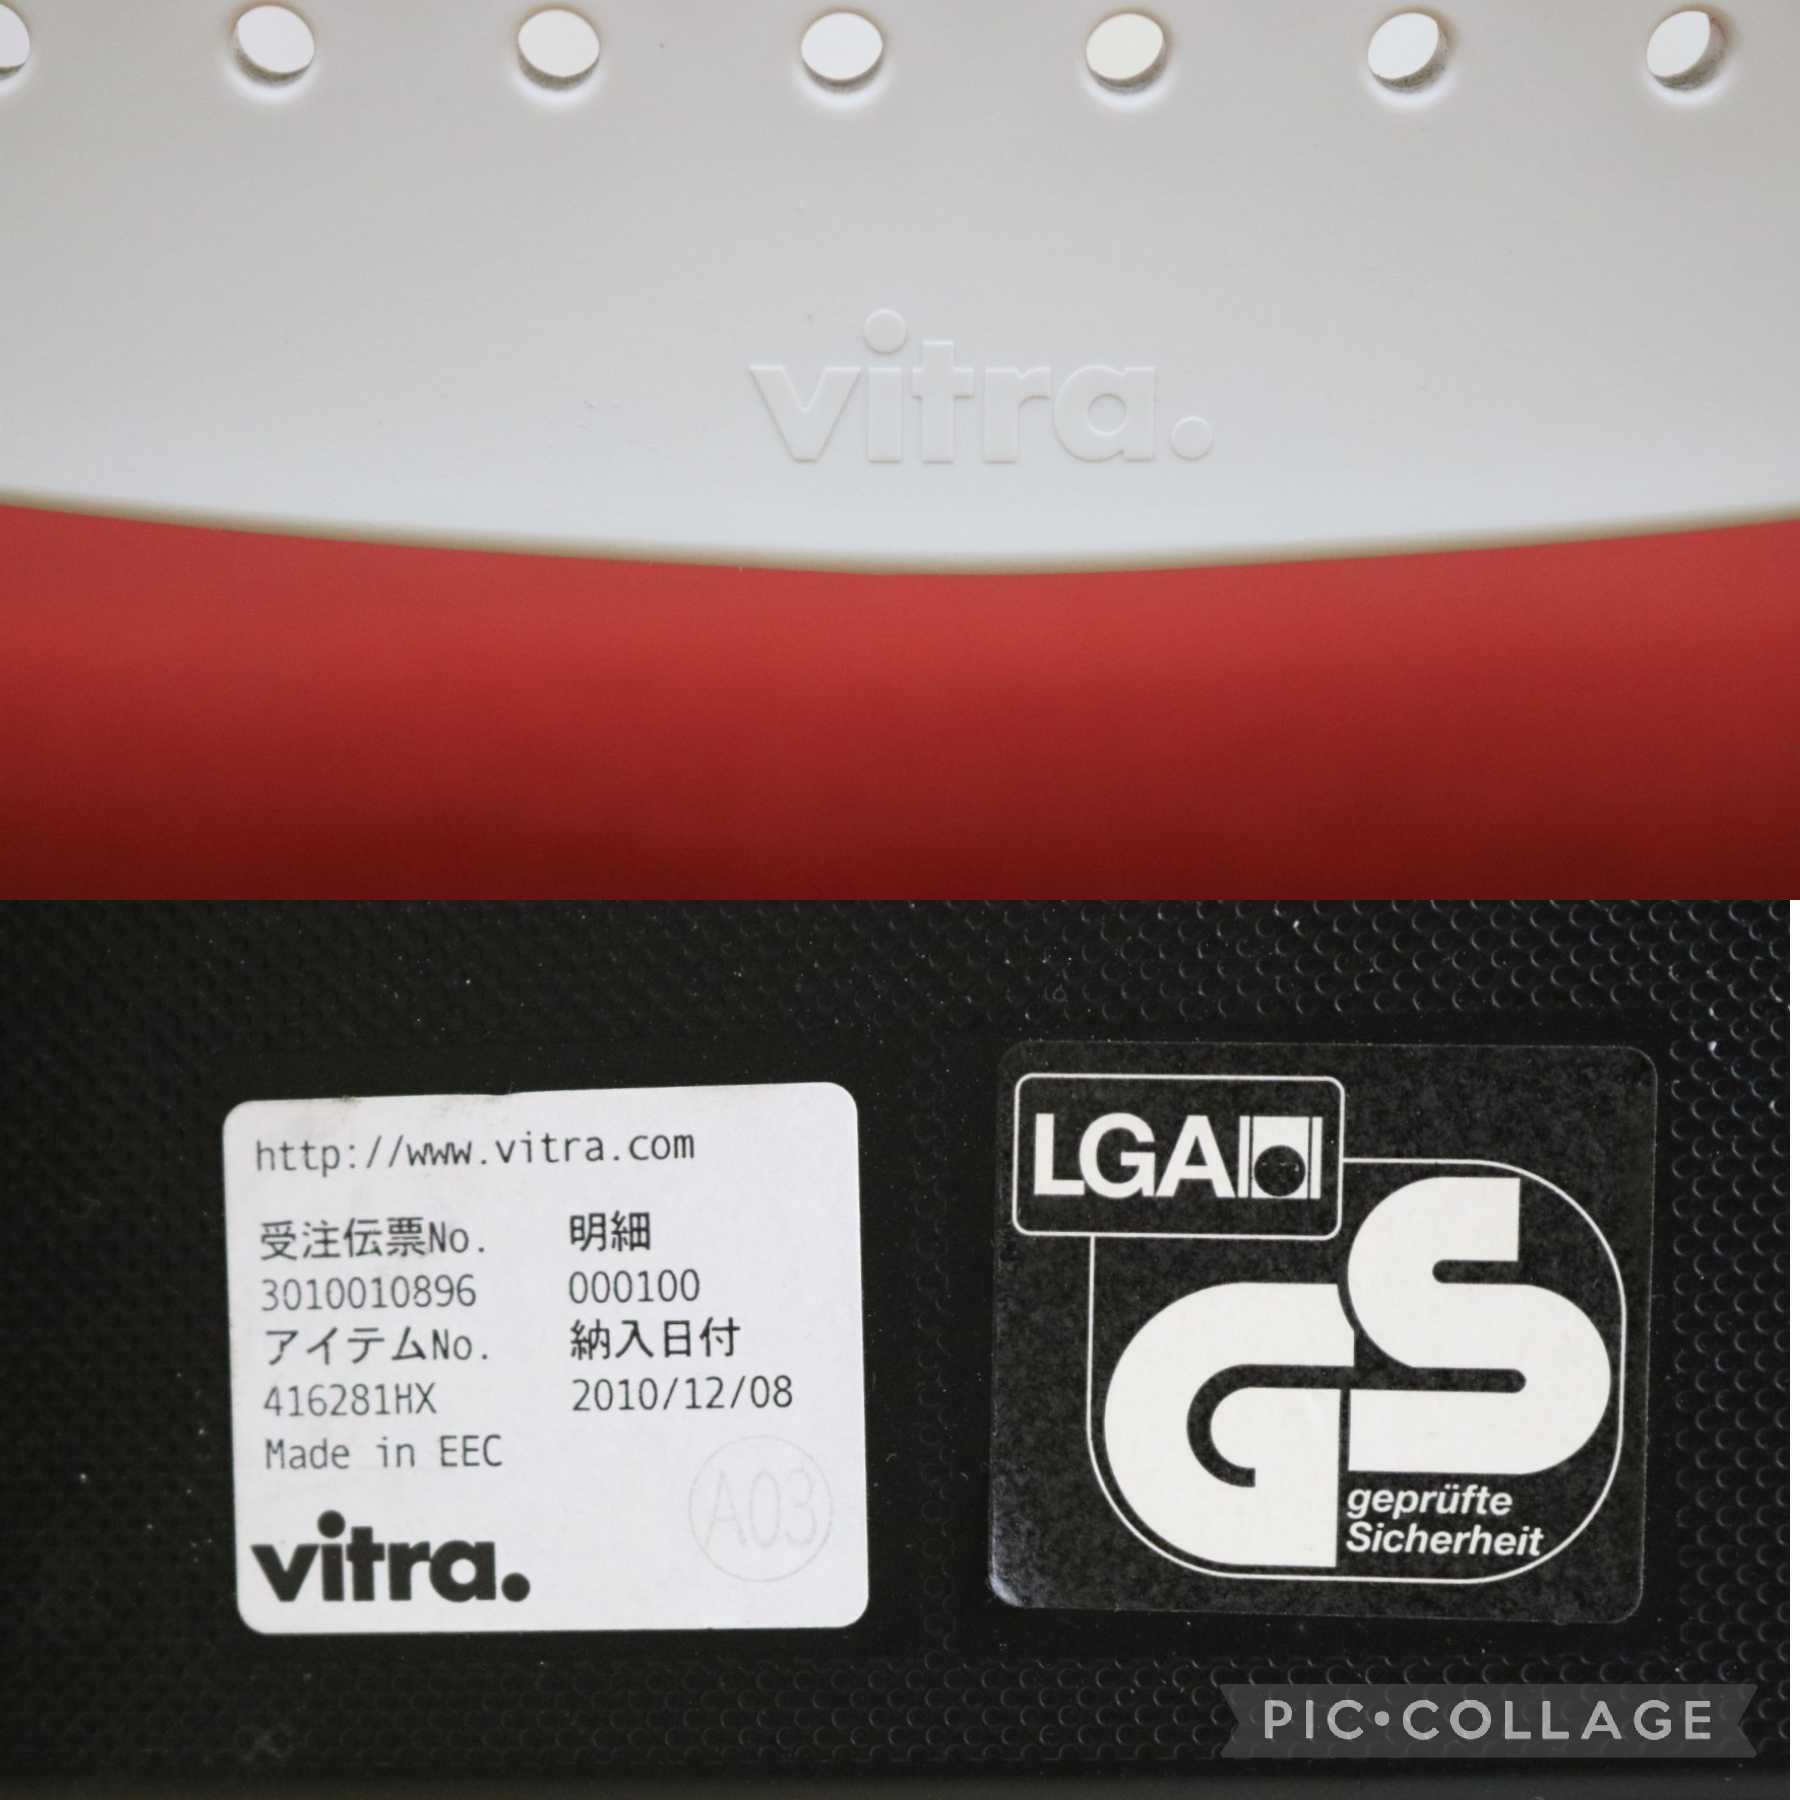 vitra.
http://www.vitra.com
受注伝票No. 明細
3010010896 000100
アイテムNo. 納入日付
416281HX 2010/12/08
Made in EEC
A03
vitra.
LGA
GS
geprüfte
Sicherheit
PIC•COLLAGE